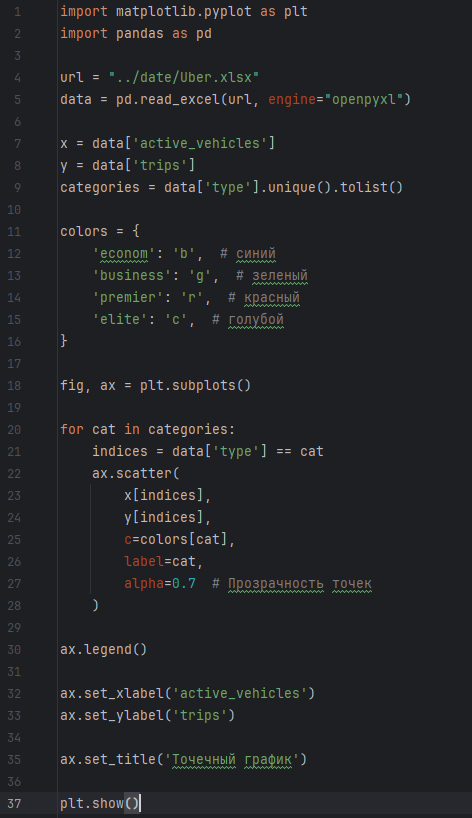 1 import matplotlib.pyplot as plt
2 import pandas as pd
3
4 url = "../date/Uber.xlsx"
5 data = pd.read_excel(url, engine="openpyxl")
6
7 x = data['active_vehicles']
8 y = data['trips']
9 categories = data['type'].unique().tolist()
10
11 colors = {
12     'econom': 'b',  # синий
13     'business': 'g',  # зеленый
14     'premier': 'r',  # красный
15     'elite': 'c',  # голубой
16 }
17
18 fig, ax = plt.subplots()
19
20 for cat in categories:
21     indices = data['type'] == cat
22     ax.scatter(
23         x[indices],
24         y[indices],
25         c=colors[cat],
26         label=cat,
27         alpha=0.7  # Прозрачность точек
28     )
29
30 ax.legend()
31
32 ax.set_xlabel('active_vehicles')
33 ax.set_ylabel('trips')
34
35 ax.set_title('Точечный график')
36
37 plt.show()